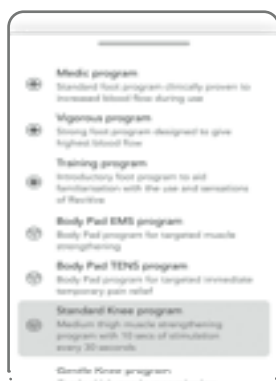 Medic program
Standard foot program clinically proven to
increased blood flow during use
Vigorous program
Strong foot program designed to give
highest blood flow
Training program
Introductory foot program to aid
familiarisation with the use and sensations
of Revitive
Body Pad EMS program
Body Pad program for targeted muscle
strengthening
Body Pad TENS program
Body Pad program for targeted immediate
temporary pain relief
Standard Knee program
Medium thigh muscle strengthening
program with 10 secs of stimulation
every 30 seconds
Gentle Knee program